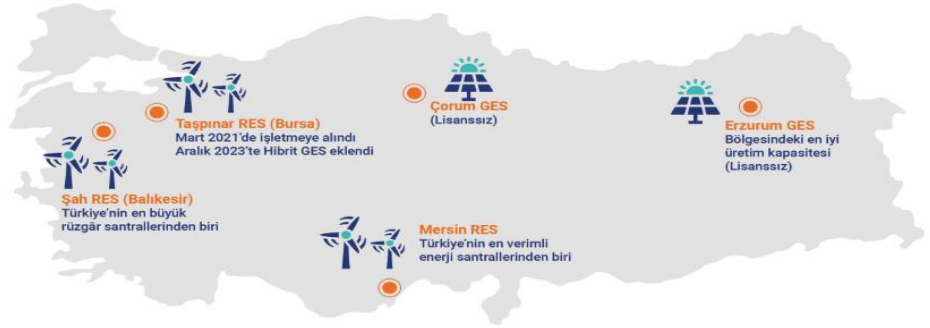 Taşpınar RES (Bursa)
Mart 2021'de işletmeye alındı
Aralık 2023'te Hibrit GES eklendi
Çorum GES
(Lisanssız)
Erzurum GES
Bölgesindeki en iyi
üretim kapasitesi
(Lisanssız)
Şah RES (Balıkesir)
Türkiye'nin en büyük
rüzgâr santrallerinden biri
Mersin RES
Türkiye'nin en verimli
enerji santrallerinden biri